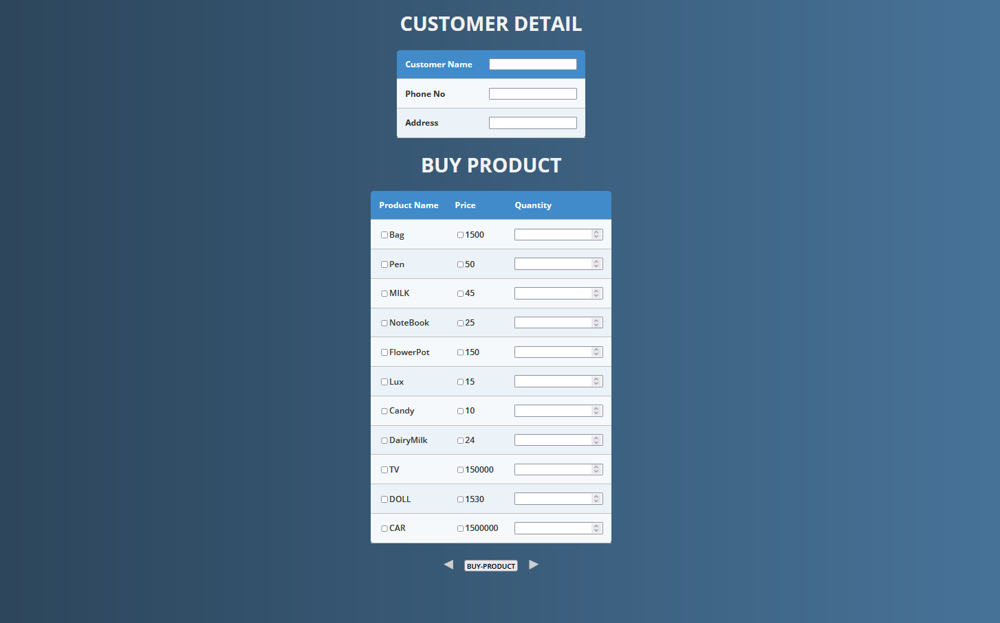 CUSTOMER DETAIL
Customer Name
Phone No
Address
BUY PRODUCT
Product Name Price Quantity
Bag 1500
Pen 50
MILK 45
NoteBook 25
FlowerPot 150
Lux 15
Candy 10
DairyMilk 24
TV 150000
DOLL 1530
CAR 1500000
BUY-PRODUCT